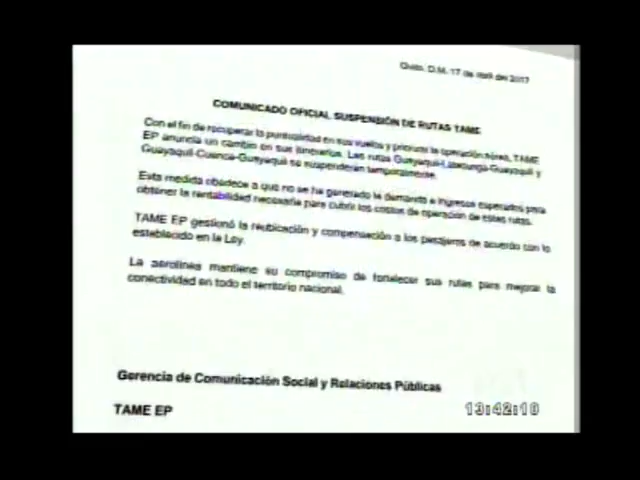 Quito, D.M. 17 de abril del 2017
COMUNICADO OFICIAL SUSPENSIÓN DE RUTAS TAME
Con el fin de recuperar la puntualidad en sus vuelos y priorizar la operación aérea, TAME
EP anuncia un cambio en sus itinerarios. Las rutas Guayaquil-Latacunga-Guayaquil y
Guayaquil-Cuenca-Guayaquil se suspenderán temporalmente.
Esta medida obedece a que no se ha generado la demanda e ingresos esperados para
obtener la rentabilidad necesaria para cubrir los costos de operación de estas rutas.
TAME EP gestionó la reubicación y compensación a los pasajeros de acuerdo con lo
establecido en la Ley.
La aerolínea mantiene su compromiso de fortalecer sus rutas para mejorar la
conectividad en todo el territorio nacional.
Gerencia de Comunicación Social y Relaciones Públicas
TAME EP
13:42:10